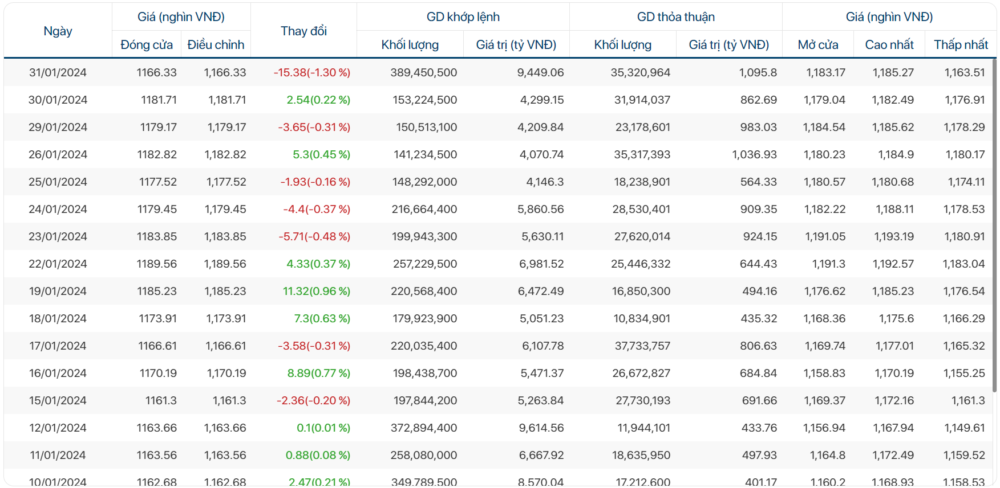 Ngày Giá (nghìn VNĐ) Thay đổi GD khớp lệnh GD thỏa thuận Giá (nghìn VNĐ)
Đóng cửa Điều chỉnh Khối lượng Giá trị (tỷ VNĐ) Khối lượng Giá trị (tỷ VNĐ) Mở cửa Cao nhất Thấp nhất
31/01/2024 1166.33 1,166.33 -15.38(-1.30 %) 389,450,500 9,449.06 35,320,964 1,095.8 1,183.17 1,185.27 1,163.51
30/01/2024 1181.71 1,181.71 2.54(0.22 %) 153,224,500 4,299.15 31,914,037 862.69 1,179.04 1,182.49 1,176.91
29/01/2024 1179.17 1,179.17 -3.65(-0.31 %) 150,513,100 4,209.84 23,178,601 983.03 1,184.54 1,185.62 1,178.29
26/01/2024 1182.82 1,182.82 5.3(0.45 %) 141,234,500 4,070.74 35,317,393 1,036.93 1,180.23 1,184.9 1,180.17
25/01/2024 1177.52 1,177.52 -1.93(-0.16 %) 148,292,000 4,146.3 18,238,901 564.33 1,180.57 1,180.68 1,174.11
24/01/2024 1179.45 1,179.45 -4.4(-0.37 %) 216,664,400 5,860.56 28,530,401 909.35 1,182.22 1,188.11 1,178.53
23/01/2024 1183.85 1,183.85 -5.71(-0.48 %) 199,943,300 5,630.11 27,620,014 924.15 1,191.05 1,193.19 1,180.91
22/01/2024 1189.56 1,189.56 4.33(0.37 %) 257,229,500 6,981.52 25,446,332 644.43 1,191.3 1,192.57 1,183.04
19/01/2024 1185.23 1,185.23 11.32(0.96 %) 220,568,400 6,472.49 16,850,300 494.16 1,176.62 1,185.23 1,176.54
18/01/2024 1173.91 1,173.91 7.3(0.63 %) 179,923,900 5,051.23 10,834,901 435.32 1,168.36 1,175.6 1,166.29
17/01/2024 1166.61 1,166.61 -3.58(-0.31 %) 220,035,400 6,107.78 37,733,757 806.63 1,169.74 1,177.01 1,165.32
16/01/2024 1170.19 1,170.19 8.89(0.77 %) 198,438,700 5,471.37 26,672,827 684.84 1,158.83 1,170.19 1,155.25
15/01/2024 1161.3 1,161.3 -2.36(-0.20 %) 197,844,200 5,263.84 27,730,193 691.66 1,169.37 1,172.16 1,161.3
12/01/2024 1163.66 1,163.66 0.1(0.01 %) 372,894,400 9,614.56 11,944,101 433.76 1,156.94 1,167.94 1,149.61
11/01/2024 1163.56 1,163.56 0.88(0.08 %) 258,080,000 6,667.92 18,635,950 497.93 1,164.8 1,172.49 1,159.52
10/01/2024 1162.68 1,162.68 2.47(0.21 %) 349,789,500 8,570.04 17,212,600 401.17 1,160.2 1,168.93 1,158.53